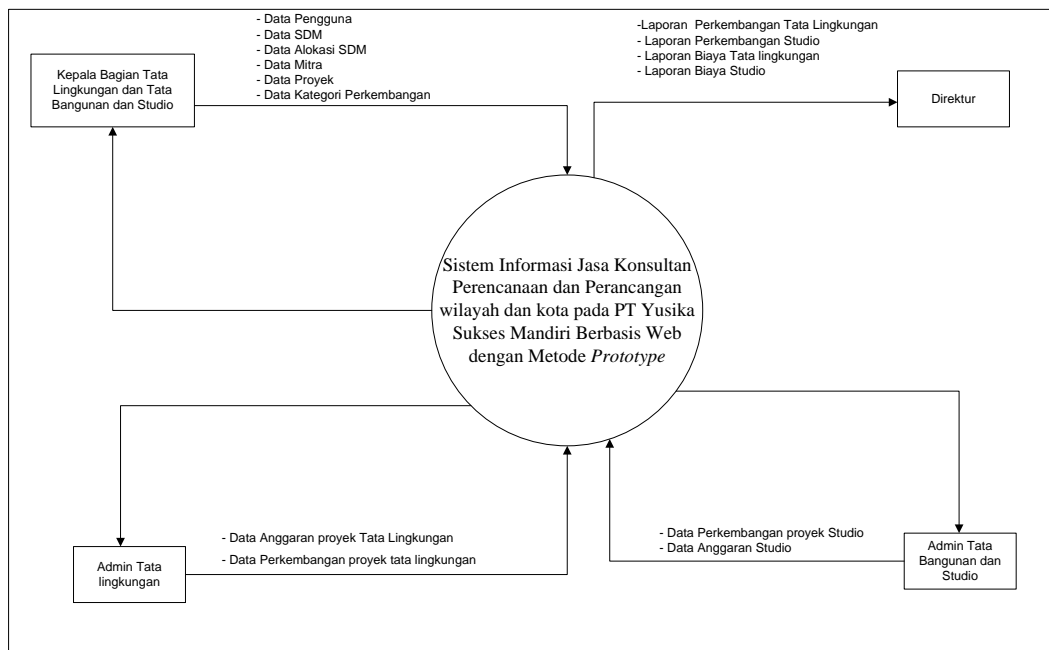 - Data Pengguna
- Data SDM
- Data Alokasi SDM
- Data Mitra
- Data Proyek
- Data Kategori Perkembangan
-Laporan Perkembangan Tata Lingkungan
- Laporan Perkembangan Studio
- Laporan Biaya Tata lingkungan
- Laporan Biaya Studio
Kepala Bagian Tata
Lingkungan dan Tata
Bangunan dan Studio
Direktur
Sistem Informasi Jasa Konsultan
Perencanaan dan Perancangan
wilayah dan kota pada PT Yusika
Sukses Mandiri Berbasis Web
dengan Metode Prototype
- Data Anggaran proyek Tata Lingkungan
- Data Perkembangan proyek tata lingkungan
- Data Perkembangan proyek Studio
- Data Anggaran Studio
Admin Tata
lingkungan
Admin Tata
Bangunan dan
Studio